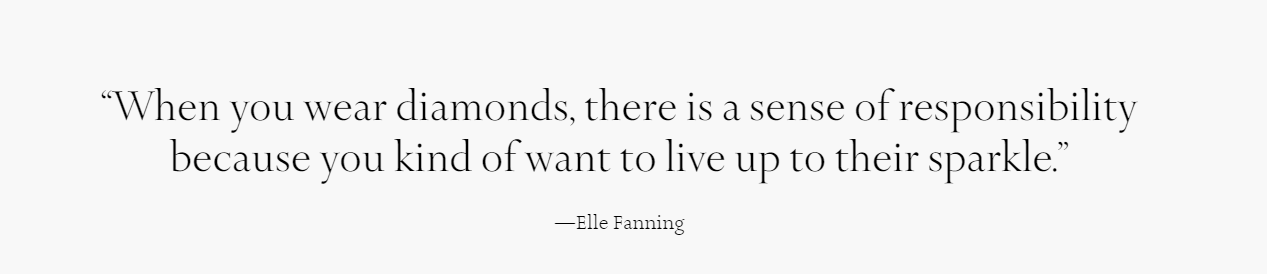 “When you wear diamonds, there is a sense of responsibility
because you kind of want to live up to their sparkle.”
—Elle Fanning